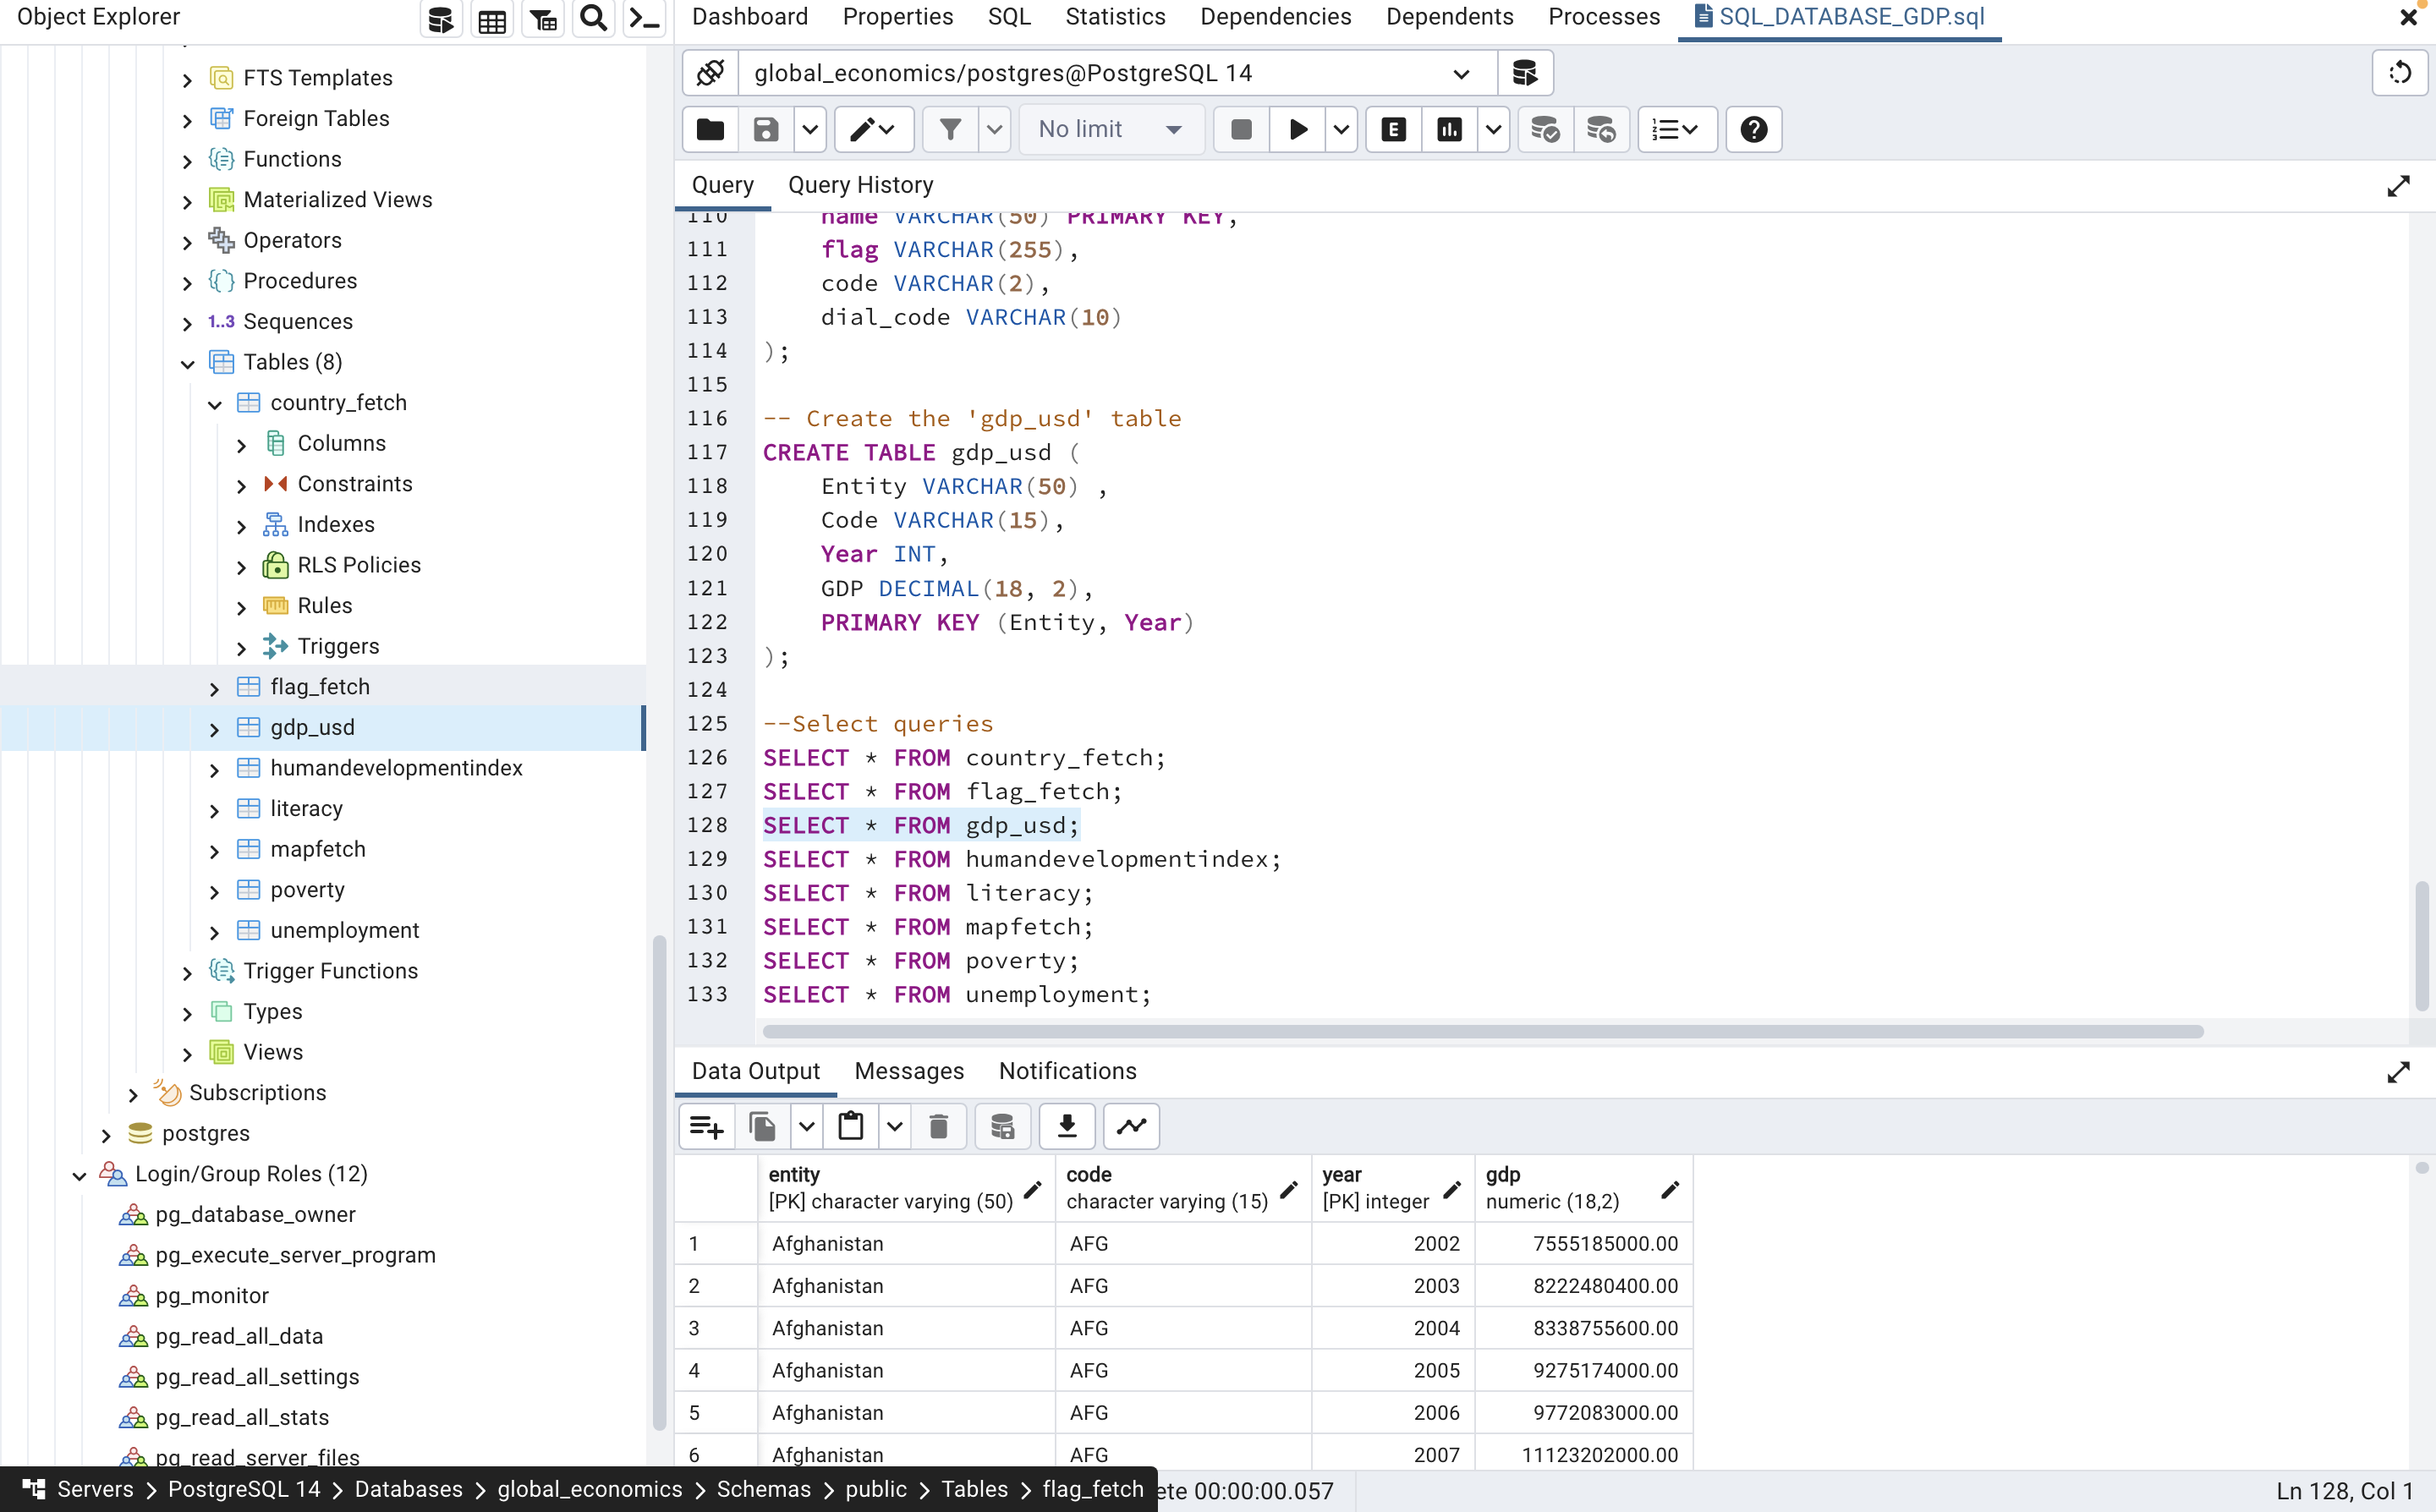 Object Explorer
FTS Templates
Foreign Tables
Functions
Materialized Views
Operators
Procedures
1..3 Sequences
Tables (8)
country_fetch
Columns
Constraints
Indexes
RLS Policies
Rules
Triggers
flag_fetch
gdp_usd
humandevelopmentindex
literacy
mapfetch
poverty
unemployment
Trigger Functions
Types
Views
Subscriptions
postgres
Login/Group Roles (12)
pg_database_owner
pg_execute_server_program
pg_monitor
pg_read_all_data
pg_read_all_settings
pg_read_all_stats
pg_read_server_files
Dashboard Properties SQL Statistics Dependencies Dependents Processes SQL_DATABASE_GDP.sql
global_economics/postgres@PostgreSQL 14
No limit E
Query Query History
110 name VARCHAR(50) PRIMARY KEY,
111 flag VARCHAR(255),
112 code VARCHAR(2),
113 dial_code VARCHAR(10)
114 );
115
116 -- Create the 'gdp_usd' table
117 CREATE TABLE gdp_usd (
118 Entity VARCHAR(50) ,
119 Code VARCHAR(15),
120 Year INT,
121 GDP DECIMAL(18, 2),
122 PRIMARY KEY (Entity, Year)
123 );
124
125 --Select queries
126 SELECT * FROM country_fetch;
127 SELECT * FROM flag_fetch;
128 SELECT * FROM gdp_usd;
129 SELECT * FROM humandevelopmentindex;
130 SELECT * FROM literacy;
131 SELECT * FROM mapfetch;
132 SELECT * FROM poverty;
133 SELECT * FROM unemployment;
Data Output Messages Notifications
entity code year gdp
[PK] character varying (50) character varying (15) [PK] integer numeric (18,2)
1 Afghanistan AFG 2002 7555185000.00
2 Afghanistan AFG 2003 8222480400.00
3 Afghanistan AFG 2004 8338755600.00
4 Afghanistan AFG 2005 9275174000.00
5 Afghanistan AFG 2006 9772083000.00
6 Afghanistan AFG 2007 11123202000.00
Servers > PostgreSQL 14 > Databases > global_economics > Schemas > public > Tables > flag_fetch ete 00:00:00.057 Ln 128, Col 1